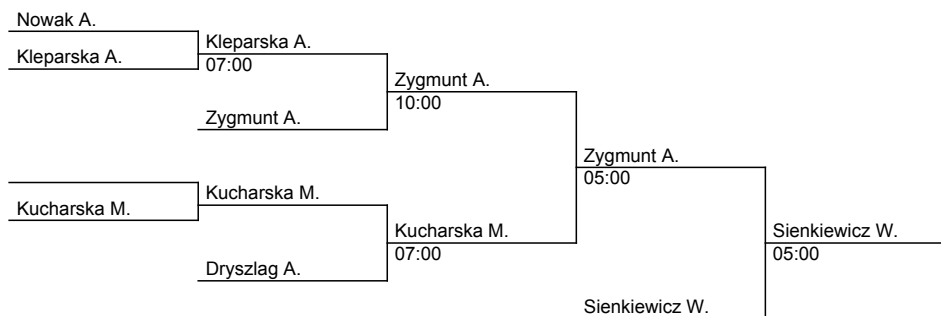 Nowak A.
Kleparska A.
Kleparska A.
07:00
Zygmunt A.
Zygmunt A.
10:00
Kucharska M.
Kucharska M.
Dryszlag A.
Kucharska M.
07:00
Zygmunt A.
05:00
Sienkiewicz W.
Sienkiewicz W.
05:00